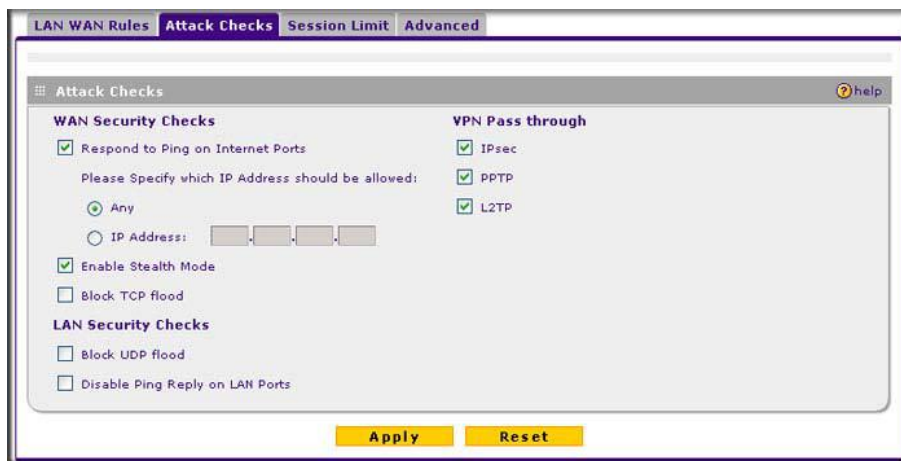 LAN WAN Rules Attack Checks Session Limit Advanced
Attack Checks
help
WAN Security Checks
Respond to Ping on Internet Ports
Please Specify which IP Address should be allowed:
Any
IP Address: . . .
Enable Stealth Mode
Block TCP flood
LAN Security Checks
Block UDP flood
Disable Ping Reply on LAN Ports
VPN Pass through
IPsec
PPTP
L2TP
Apply Reset